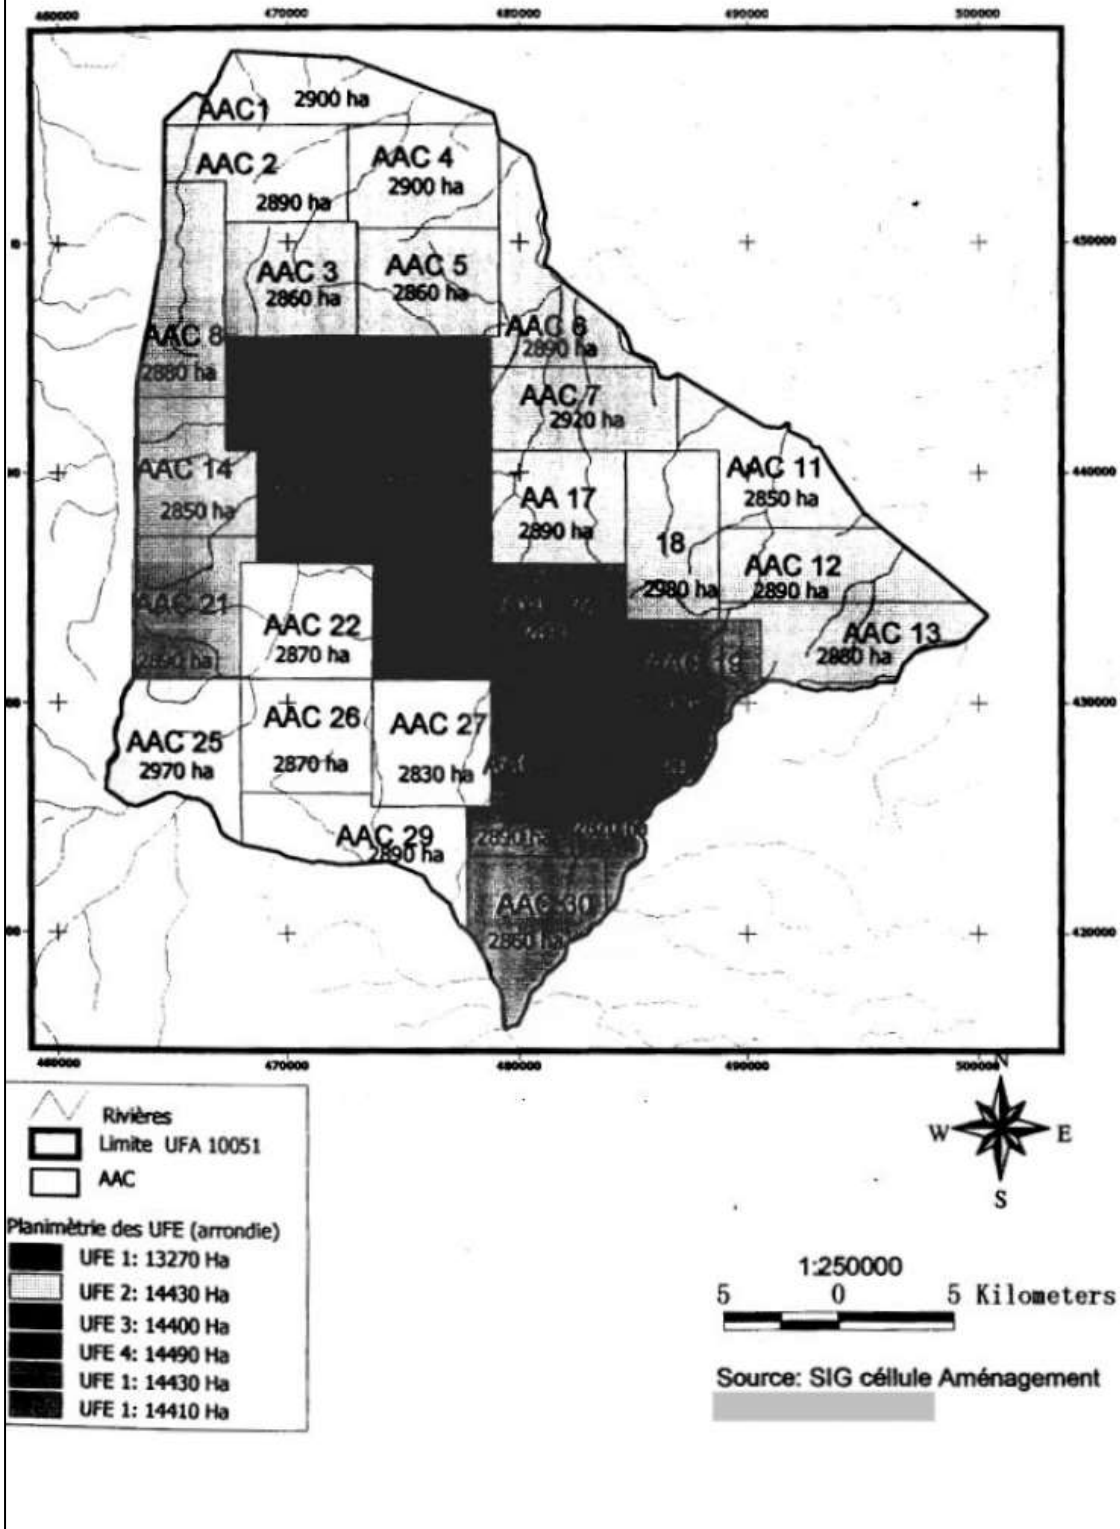 460000 470000 480000 490000 500000
AAC1 2900 ha
AAC 2 2890 ha
AAC 4 2900 ha
450000
AAC 3 2860 ha
AAC 5 2860 ha
AAC 8 2880 ha
AAC 6 2890 ha
AAC 7 2920 ha
440000
AAC 14 2850 ha
AA 17 2890 ha
18 2980 ha
AAC 11 2850 ha
AAC 12 2890 ha
AAC 21 2890 ha
AAC 22 2870 ha
AAC 13 2880 ha
AAC 19
430000
AAC 25 2970 ha
AAC 26 2870 ha
AAC 27 2830 ha
AAC 29 2890 ha
2890 ha
AAC 30 2860 ha
420000
460000 470000 480000 490000 500000
Rivières
Limite UFA 10051
AAC
Planimètrie des UFE (arrondie)
UFE 1: 13270 Ha
UFE 2: 14430 Ha
UFE 3: 14400 Ha
UFE 4: 14490 Ha
UFE 1: 14430 Ha
UFE 1: 14410 Ha
N
W E
S
1:250000
5 0 5 Kilometers
Source: SIG céllule Aménagement